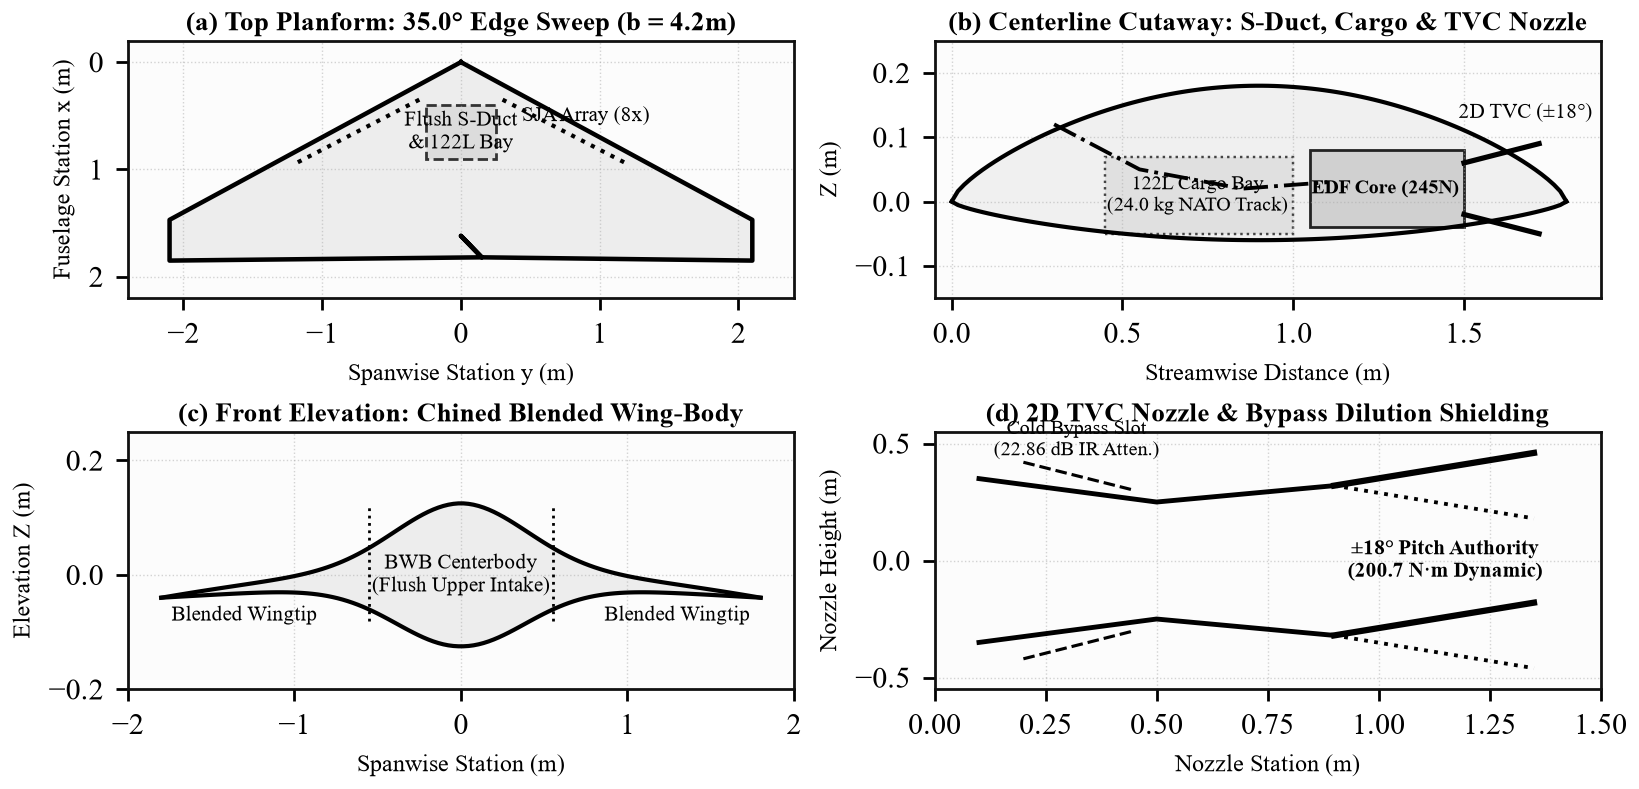 (a) Top Planform: 35.0° Edge Sweep (b = 4.2m)
0
1
2
Fuselage Station x (m)
SJA Array (8x)
Flush S-Duct
& 122L Bay
−2
−1
0
1
2
Spanwise Station y (m)
(b) Centerline Cutaway: S-Duct, Cargo & TVC Nozzle
0.2
0.1
0.0
−0.1
Z (m)
2D TVC (±18°)
122L Cargo Bay
(24.0 kg NATO Track)
EDF Core (245N)
0.0
0.5
1.0
1.5
Streamwise Distance (m)
(c) Front Elevation: Chined Blended Wing-Body
0.2
0.0
−0.2
Elevation Z (m)
BWB Centerbody
(Flush Upper Intake)
Blended Wingtip
Blended Wingtip
−2
−1
0
1
2
Spanwise Station (m)
(d) 2D TVC Nozzle & Bypass Dilution Shielding
Cold Bypass Slot
(22.86 dB IR Atten.)
0.5
0.0
−0.5
Nozzle Height (m)
±18° Pitch Authority
(200.7 N·m Dynamic)
0.00
0.25
0.50
0.75
1.00
1.25
1.50
Nozzle Station (m)